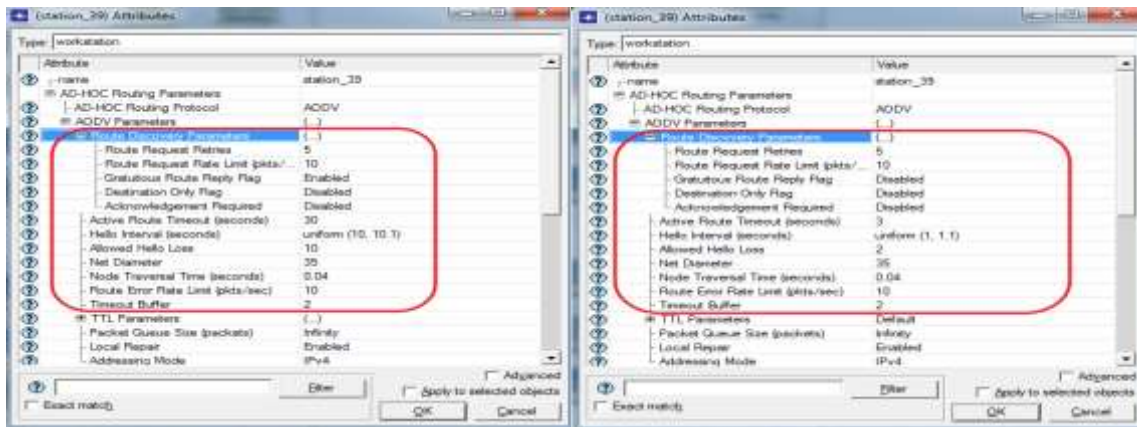 (station_39) Attributes
Type: workstation
Attribute Value
name station_39
AD-HOC Routing Parameters
AD-HOC Routing Protocol AODV
AODV Parameters (...)
Route Discovery Parameters (...)
Route Request Retries 5
Route Request Rate Limit (pkts/... 10
Gratuitous Route Reply Flag Enabled
Destination Only Flag Disabled
Acknowledgement Required Disabled
Active Route Timeout (seconds) 30
Hello Interval (seconds) uniform (10, 10.1)
Allowed Hello Loss 10
Net Diameter 35
Node Traversal Time (seconds) 0.04
Route Error Rate Limit (pkts/sec) 10
Timeout Buffer 2
TTL Parameters (...)
Packet Queue Size (packets) Infinity
Local Repair Enabled
Addressing Mode IPv4
Advanced
Filter
Apply to selected objects
Exact match
OK Cancel
(station_39) Attributes
Type: workstation
Attribute Value
name station_39
AD-HOC Routing Parameters
AD-HOC Routing Protocol AODV
AODV Parameters (...)
Route Discovery Parameters (...)
Route Request Retries 5
Route Request Rate Limit (pkts/... 10
Gratuitous Route Reply Flag Disabled
Destination Only Flag Disabled
Acknowledgement Required Disabled
Active Route Timeout (seconds) 3
Hello Interval (seconds) uniform (1, 1.1)
Allowed Hello Loss 2
Net Diameter 35
Node Traversal Time (seconds) 0.04
Route Error Rate Limit (pkts/sec) 10
Timeout Buffer 2
TTL Parameters Default
Packet Queue Size (packets) Infinity
Local Repair Enabled
Addressing Mode IPv4
Advanced
Filter
Apply to selected objects
Exact match
OK Cancel